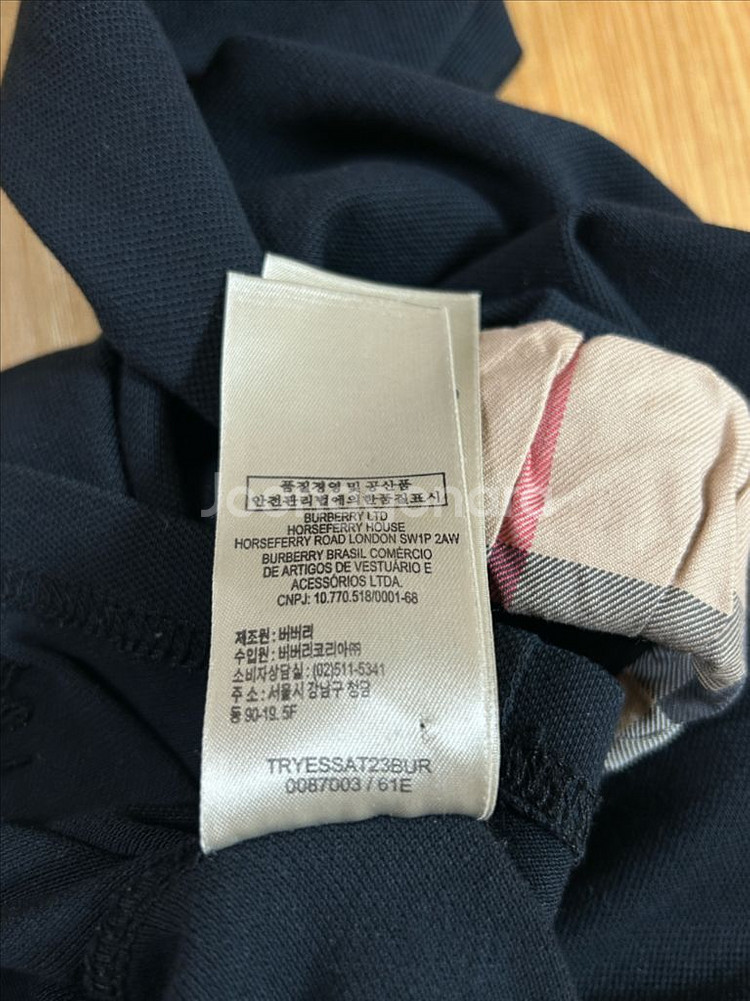 품질경영 및 공산품
안전관리법에의한품질표시
BURBERRY LTD
HORSEFERRY HOUSE
HORSEFERRY ROAD LONDON SW1P 2AW
BURBERRY BRASIL COMÉRCIO
DE ARTIGOS DE VESTUÁRIO E
ACESSÓRIOS LTDA.
CNPJ: 10.770.518/0001-68
제조원 : 버버리
수입원 : 버버리코리아㈜
소비자상담실 : (02)511-5341
주 소 : 서울시 강남구 청담
동 90-19. 5F
TRYESSAT23BUR
0087003 / 61E